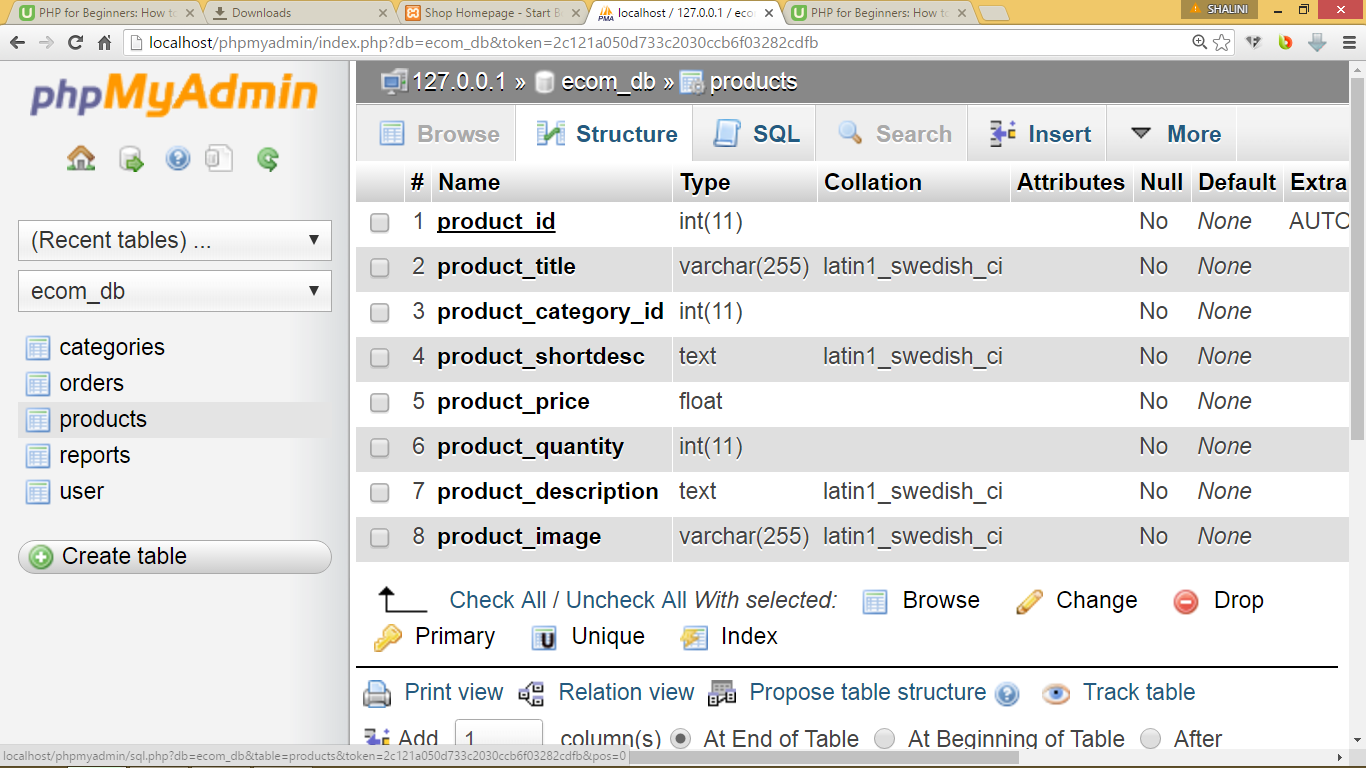 PHP for Beginners: How to
Downloads
Shop Homepage - Start B
localhost / 127.0.0.1 / eco
PHP for Beginners: How to
SHALINI
localhost/phpmyadmin/index.php?db=ecom_db&token=2c121a050d733c2030ccb6f03282cdfb
phpMyAdmin
127.0.0.1 » ecom_db » products
Browse Structure SQL Search Insert More
(Recent tables) ...
ecom_db
categories
orders
products
reports
user
Create table
# Name Type Collation Attributes Null Default Extra
1 product_id int(11) No None AUTO
2 product_title varchar(255) latin1_swedish_ci No None
3 product_category_id int(11) No None
4 product_shortdesc text latin1_swedish_ci No None
5 product_price float No None
6 product_quantity int(11) No None
7 product_description text latin1_swedish_ci No None
8 product_image varchar(255) latin1_swedish_ci No None
Check All / Uncheck All With selected: Browse Change Drop
Primary Unique Index
Print view Relation view Propose table structure Track table
Add 1 column(s) At End of Table At Beginning of Table After
localhost/phpmyadmin/sql.php?db=ecom_db&table=products&token=2c121a050d733c2030ccb6f03282cdfb&pos=0